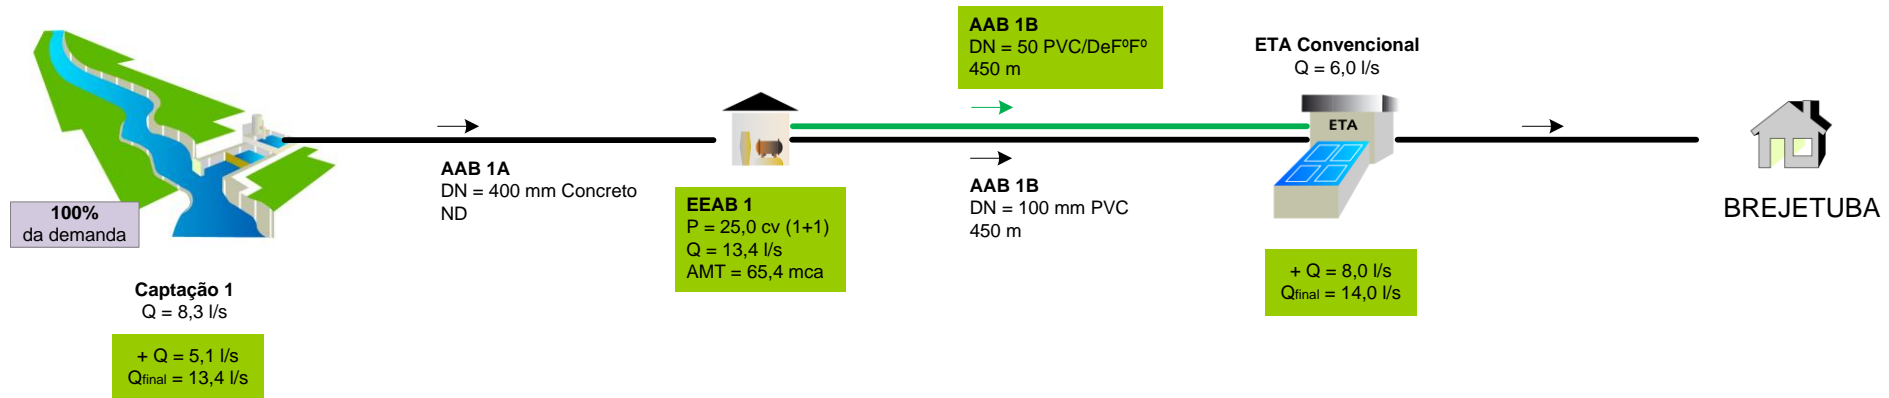 100%
da demanda
Captação 1
Q = 8,3 l/s
+ Q = 5,1 l/s
Qfinal = 13,4 l/s
AAB 1A
DN = 400 mm Concreto
ND
EEAB 1
P = 25,0 cv (1+1)
Q = 13,4 l/s
AMT = 65,4 mca
AAB 1B
DN = 50 PVC/DeFºFº
450 m
AAB 1B
DN = 100 mm PVC
450 m
ETA Convencional
Q = 6,0 l/s
ETA
+ Q = 8,0 l/s
Qfinal = 14,0 l/s
BREJETUBA